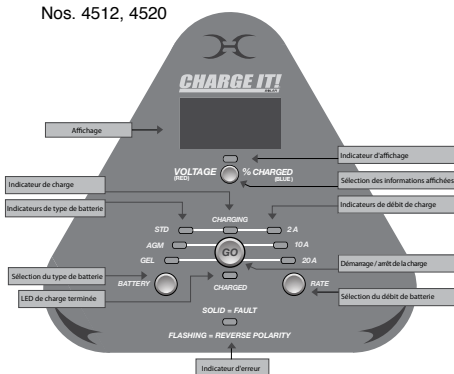 Nos. 4512, 4520
CHARGE IT!
Affichage
Indicateur d'affichage
VOLTAGE
(RED)
% CHARGED
(BLUE)
Sélection des informations affichées
Indicateur de charge
Indicateurs de type de batterie
Indicateurs de débit de charge
CHARGING
STD
2 A
AGM
10 A
GO
GEL
20 A
Démarrage / arrêt de la charge
Sélection du type de batterie
BATTERY
RATE
LED de charge terminée
CHARGED
Sélection du débit de batterie
SOLID = FAULT
FLASHING = REVERSE POLARITY
Indicateur d'erreur